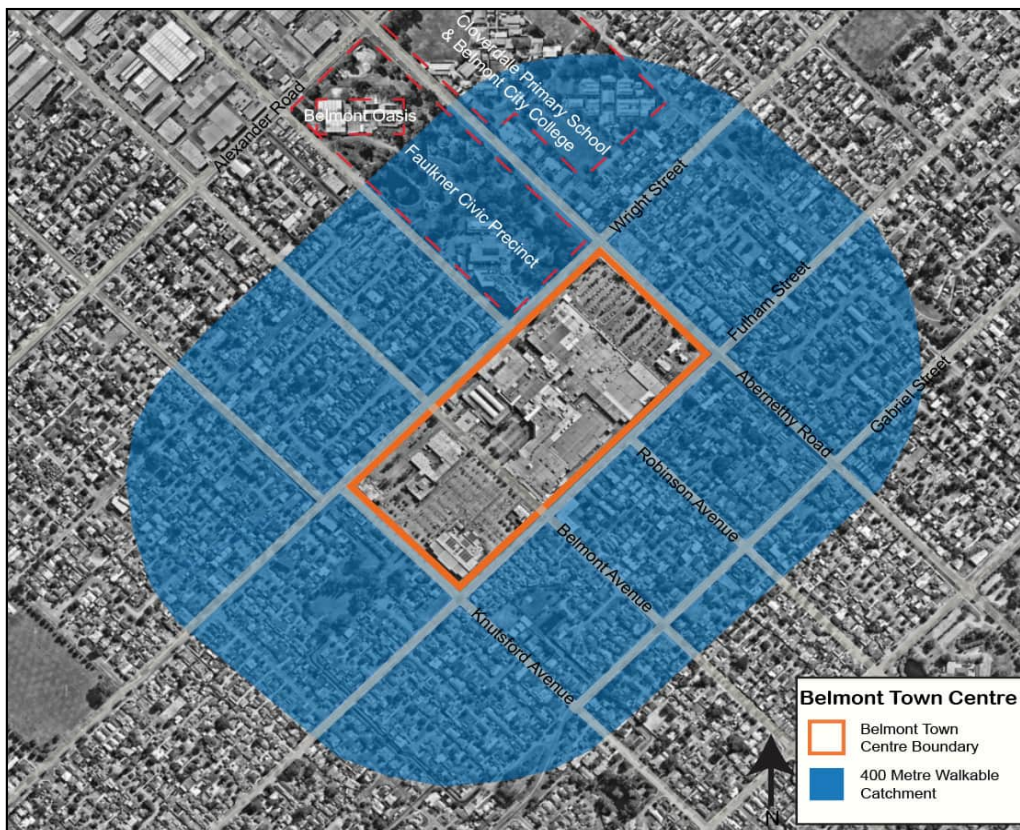 Cloverdale Primary School
& Belmont City College
Alexander Road
Belmont Oasis
Faulkner Civic Precinct
Wright Street
Fulham Street
Abernethy Road
Gabriel Street
Robinson Avenue
Belmont Avenue
Knutsford Avenue
Belmont Town Centre
Belmont Town
Centre Boundary
400 Metre Walkable
Catchment
N